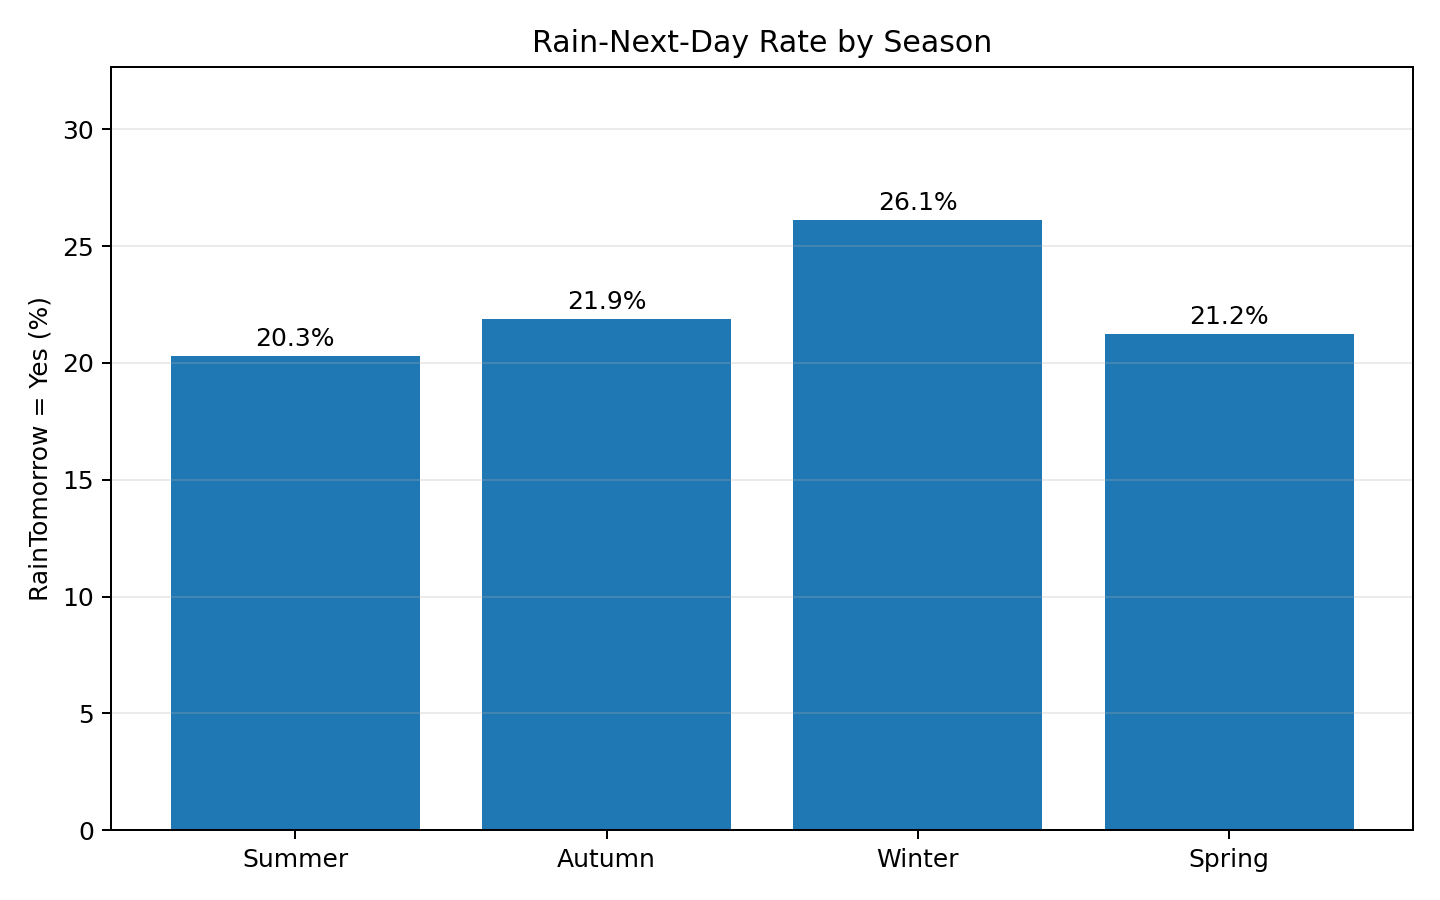 Rain-Next-Day Rate by Season
RainTomorrow = Yes (%)
30
25
20
15
10
5
0
20.3%
21.9%
26.1%
21.2%
Summer
Autumn
Winter
Spring